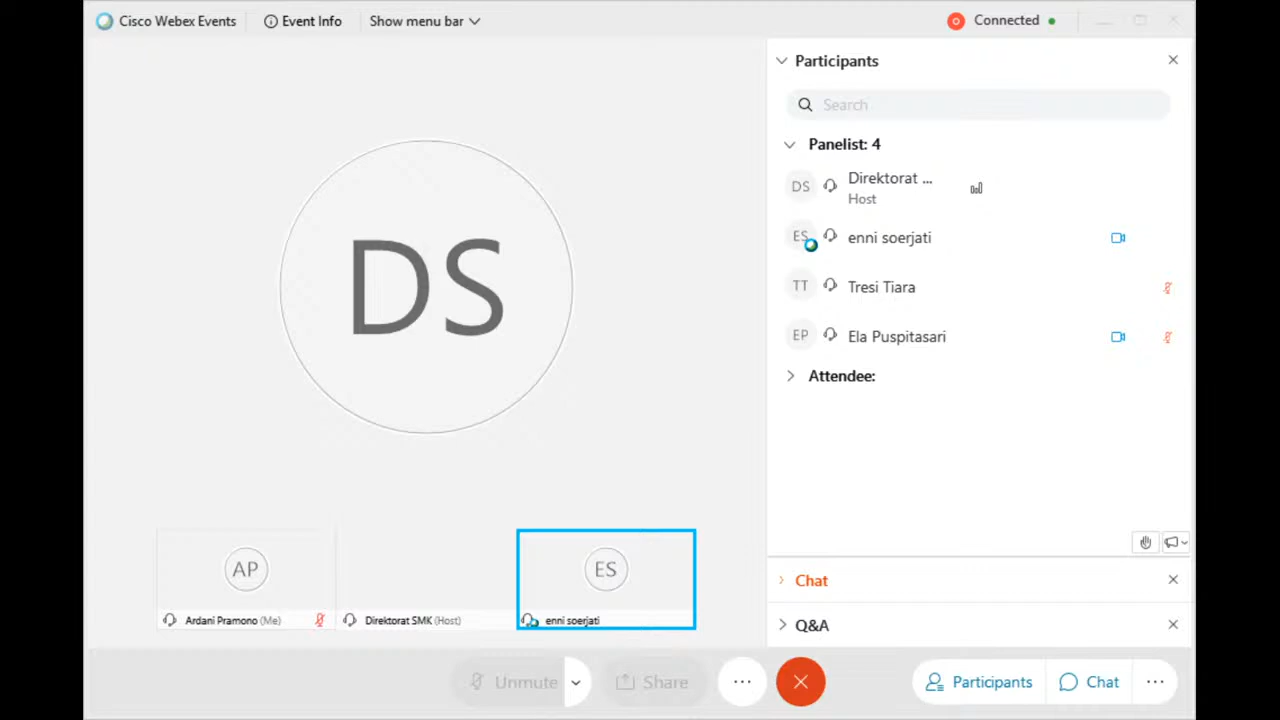 Cisco Webex Events
Event Info
Show menu bar
Connected
Participants
Search
Panelist: 4
DS
Direktorat ...
Host
ES
enni soerjati
TT
Tresi Tiara
EP
Ela Puspitasari
Attendee:
DS
AP
Ardani Pramono (Me)
Direktorat SMK (Host)
ES
enni soerjati
Chat
Q&A
Unmute
Share
Participants
Chat